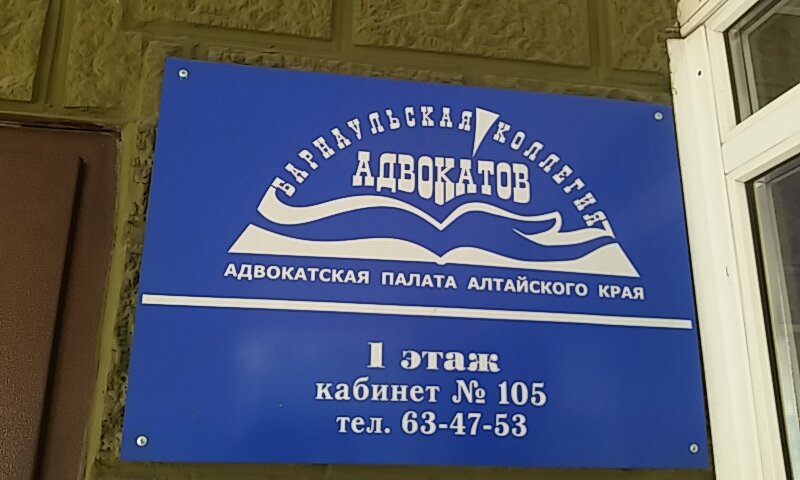 БАРНАУЛЬСКАЯ КОЛЛЕГИЯ
АДВОКАТОВ
АДВОКАТСКАЯ ПАЛАТА АЛТАЙСКОГО КРАЯ
1 этаж
кабинет № 105
тел. 63-47-53